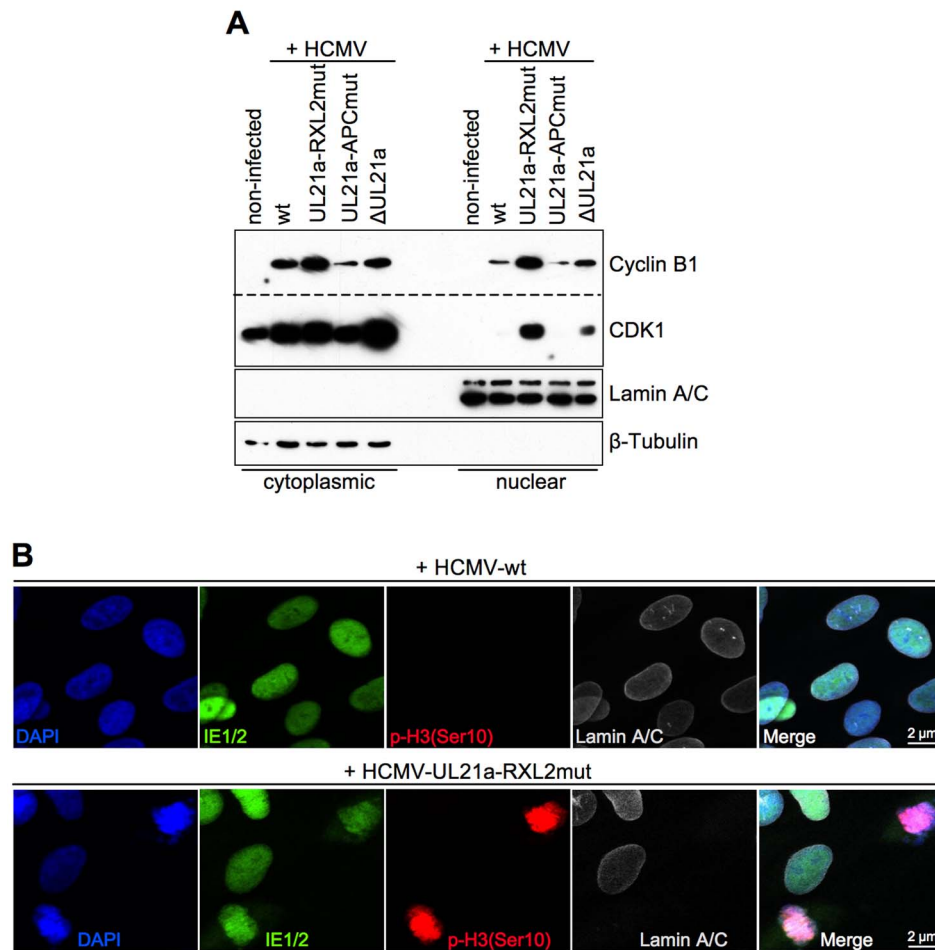 A
+ HCMV + HCMV
non-infected wt UL21a-RXL2mut UL21a-APCmut ΔUL21a non-infected wt UL21a-RXL2mut UL21a-APCmut ΔUL21a
Cyclin B1
CDK1
Lamin A/C
β-Tubulin
cytoplasmic nuclear
B
+ HCMV-wt
DAPI IE1/2 p-H3(Ser10) Lamin A/C Merge 2 µm
+ HCMV-UL21a-RXL2mut
DAPI IE1/2 p-H3(Ser10) Lamin A/C Merge 2 µm